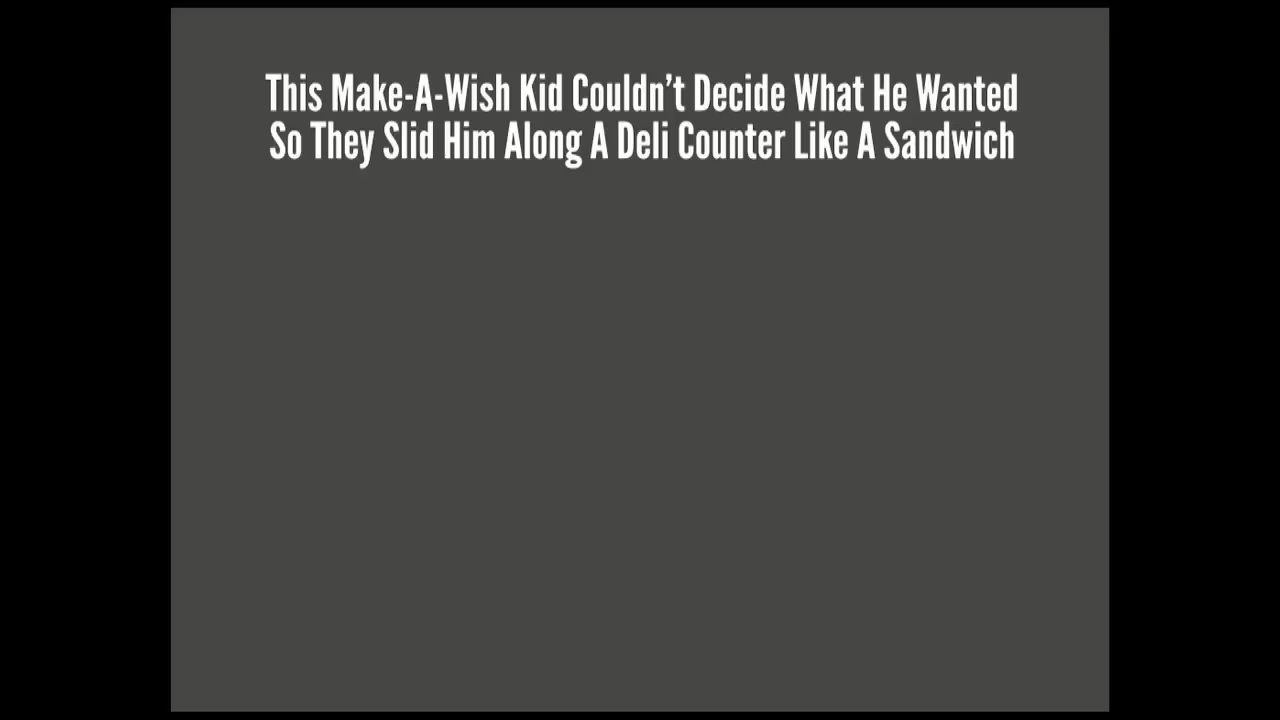 This Make-A-Wish Kid Couldn’t Decide What He Wanted
So They Slid Him Along A Deli Counter Like A Sandwich